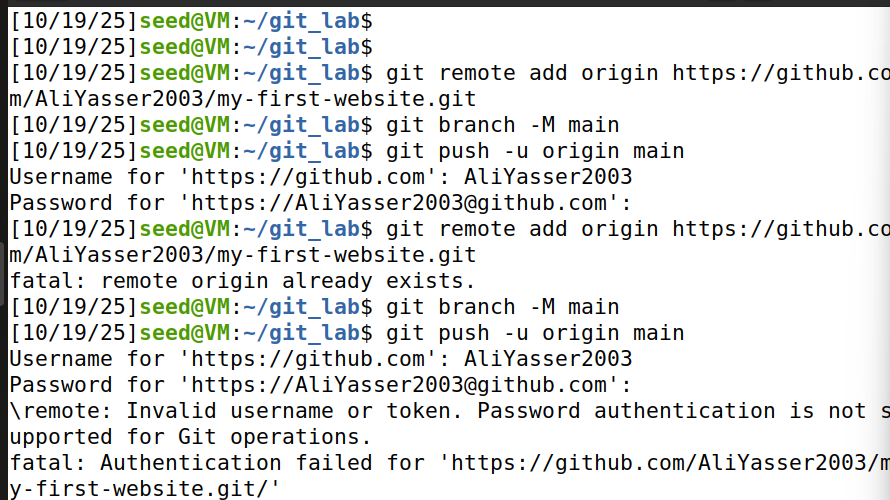 [10/19/25]seed@VM:~/git_lab$
[10/19/25]seed@VM:~/git_lab$
[10/19/25]seed@VM:~/git_lab$ git remote add origin https://github.co
m/AliYasser2003/my-first-website.git
[10/19/25]seed@VM:~/git_lab$ git branch -M main
[10/19/25]seed@VM:~/git_lab$ git push -u origin main
Username for 'https://github.com': AliYasser2003
Password for 'https://AliYasser2003@github.com':
[10/19/25]seed@VM:~/git_lab$ git remote add origin https://github.co
m/AliYasser2003/my-first-website.git
fatal: remote origin already exists.
[10/19/25]seed@VM:~/git_lab$ git branch -M main
[10/19/25]seed@VM:~/git_lab$ git push -u origin main
Username for 'https://github.com': AliYasser2003
Password for 'https://AliYasser2003@github.com':
\remote: Invalid username or token. Password authentication is not s
upported for Git operations.
fatal: Authentication failed for 'https://github.com/AliYasser2003/m
y-first-website.git/'